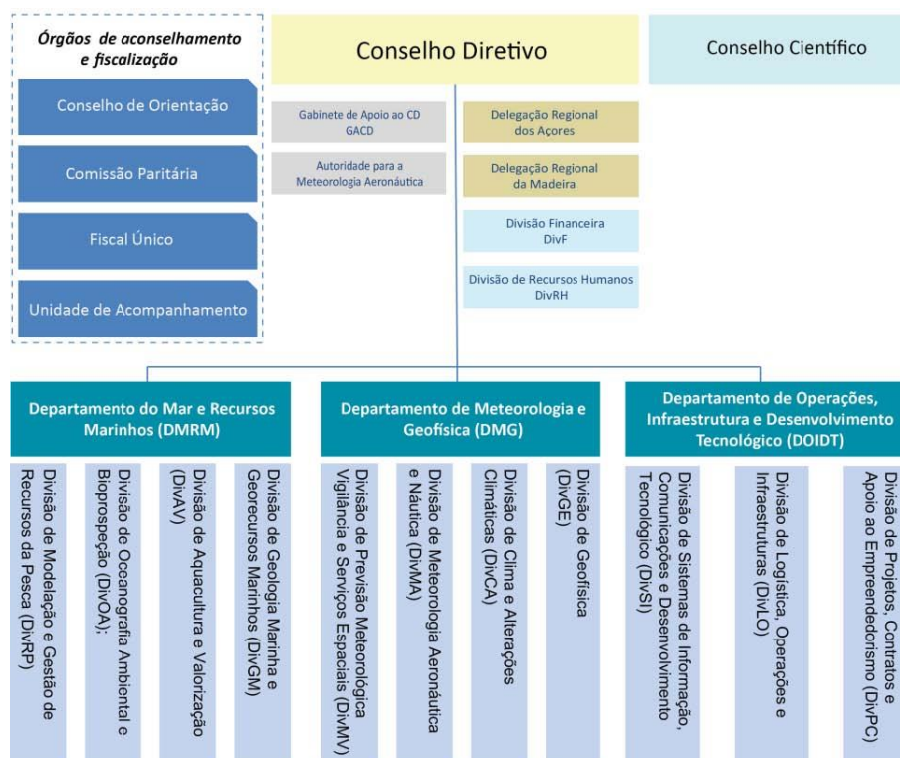 Órgãos de aconselhamento
e fiscalização
Conselho de Orientação
Comissão Paritária
Fiscal Único
Unidade de Acompanhamento
Conselho Diretivo
Conselho Científico
Gabinete de Apoio ao CD
GACD
Autoridade para a
Meteorologia Aeronáutica
Delegação Regional
dos Açores
Delegação Regional
da Madeira
Divisão Financeira
DivF
Divisão de Recursos Humanos
DivRH
Departamento do Mar e Recursos
Marinhos (DMRM)
Divisão de Modelação e Gestão de
Recursos da Pesca (DivRP)
Divisão de Oceanografia Ambiental e
Bioprospeção (DivOA);
Divisão de Aquacultura e Valorização
(DivAV)
Divisão de Geologia Marinha e
Georecursos Marinhos (DivGM)
Departamento de Meteorologia e
Geofísica (DMG)
Divisão de Previsão Meteorológica
Vigilância e Serviços Espaciais (DivMV)
Divisão de Meteorologia Aeronáutica
e Náutica (DivMA)
Divisão de Clima e Alterações
Climáticas (DivCA)
Divisão de Geofísica
(DivGE)
Departamento de Operações,
Infraestrutura e Desenvolvimento
Tecnológico (DOIDT)
Divisão de Sistemas de Informação,
Comunicações e Desenvolvimento
Tecnológico (DivSI)
Divisão de Logística, Operações e
Infraestruturas (DivLO)
Divisão de Projetos, Contratos e
Apoio ao Empreendedorismo (DivPC)